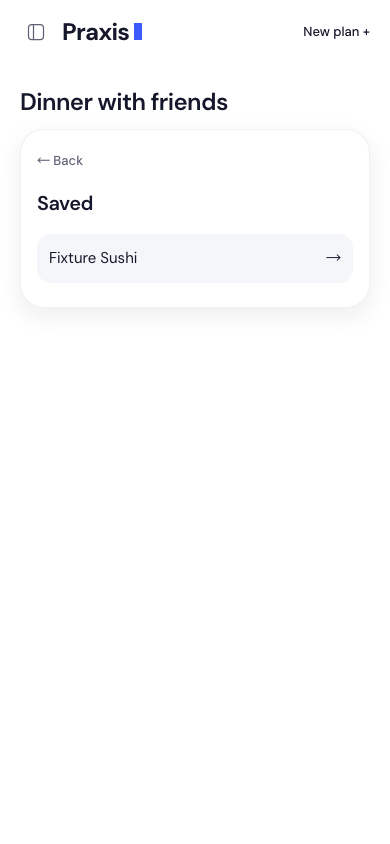 Praxis
New plan +
Dinner with friends
← Back
Saved
Fixture Sushi →